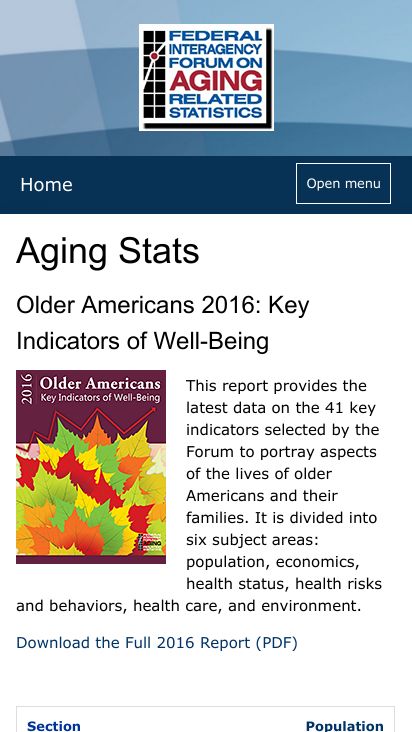 FEDERAL
INTERAGENCY
FORUM ON
AGING
RELATED
STATISTICS
Home
Open menu
Aging Stats
Older Americans 2016: Key
Indicators of Well-Being
2016
Older Americans
Key Indicators of Well-Being
AGING
This report provides the
latest data on the 41 key
indicators selected by the
Forum to portray aspects
of the lives of older
Americans and their
families. It is divided into
six subject areas:
population, economics,
health status, health risks
and behaviors, health care, and environment.
Download the Full 2016 Report (PDF)
Section
Population